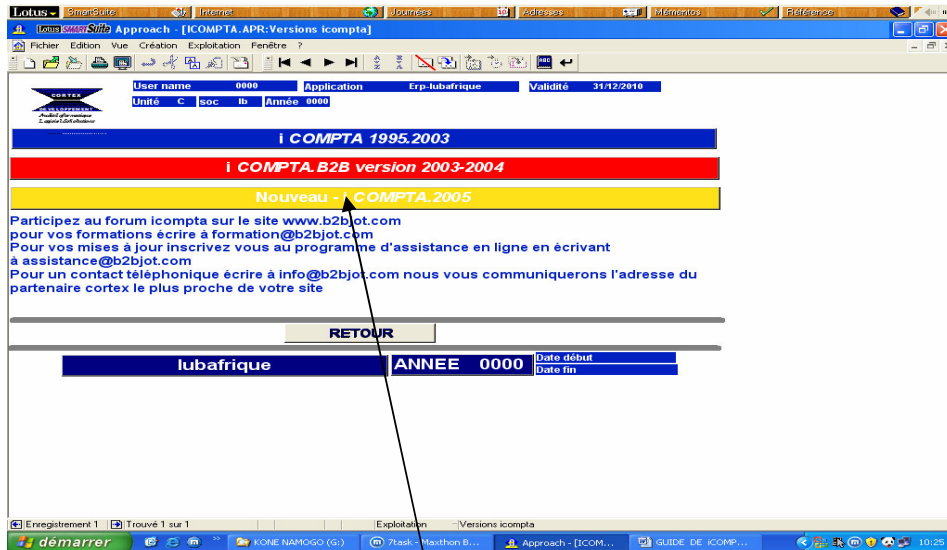 Lotus SmartSuite Internet Journées Adresses Mémentos Référence
Lotus SMARTSuite Approach - [ICOMPTA.APR:Versions icompta]
Fichier Edition Vue Création Exploitation Fenêtre ?
CORTEX
DEVELOPPEMENT
User name 0000 Application Erp-lubafrique Validité 31/12/2010
Unité C soc lb Année 0000
i COMPTA 1995.2003
i COMPTA.B2B version 2003-2004
Nouveau - i COMPTA.2005
Participez au forum icompta sur le site www.b2bjot.com
pour vos formations écrire à formation@b2bjot.com
Pour vos mises à jour inscrivez vous au programme d'assistance en ligne en écrivant
à assistance@b2bjot.com
Pour un contact téléphonique écrire à info@b2bjot.com nous vous communiquerons l'adresse du
partenaire cortex le plus proche de votre site
RETOUR
lubafrique ANNEE 0000
Date début
Date fin
Enregistrement 1 Trouvé 1 sur 1 Exploitation Versions icompta
démarrer KONE NAMOGO (G:) 7task - Maxthon B... Approach - [ICOM... GUIDE DE iCOMP... 10:25